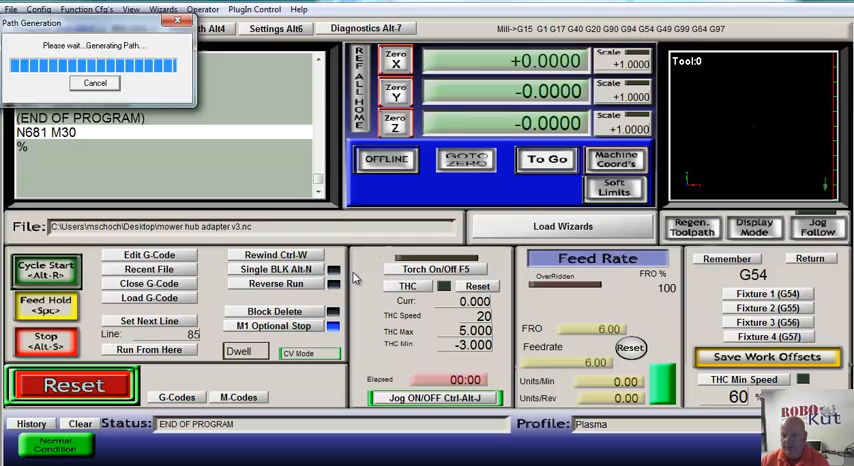 File Config Function Cfg's View Wizards Operator PlugIn Control Help
Path Generation
Please wait...Generating Path....
Cancel
Alt4 Settings Alt6 Diagnostics Alt-7
Mill->G15 G1 G17 G40 G20 G90 G94 G54 G49 G99 G64 G97
(END OF PROGRAM)
N681 M30
%
REF ALL HOME
Zero X +0.0000 Scale +1.0000
Zero Y -0.0000 Scale +1.0000
Zero Z -0.0000 Scale +1.0000
OFFLINE GOTO ZERO To Go Machine Coord's
Soft Limits
Tool:0
File: C:\Users\mschoch\Desktop\mower hub adapter v3.nc
Load Wizards
Regen. Toolpath Display Mode Jog Follow
Cycle Start <Alt-R>
Feed Hold <Spc>
Stop <Alt-S>
Edit G-Code
Recent File
Close G-Code
Load G-Code
Set Next Line
Line: 85
Run From Here
Rewind Ctrl-W
Single BLK Alt-N
Reverse Run
Block Delete
M1 Optional Stop
Dwell CV Mode
Torch On/Off F5
THC Reset
Curr: 0.000
THC Speed 20
THC Max 5.000
THC Min -3.000
Elapsed 00:00
Jog ON/OFF Ctrl-Alt-J
Feed Rate
OverRidden FRO %
100
FRO 6.00
Feedrate Reset
6.00
Units/Min 0.00
Units/Rev 0.00
Remember Return
G54
Fixture 1 (G54)
Fixture 2 (G55)
Fixture 3 (G56)
Fixture 4 (G57)
Save Work Offsets
THC Min Speed
60 %
Reset
G-Codes M-Codes
History Clear Status: END OF PROGRAM
Profile: Plasma
Normal Condition
ROBO
Kut